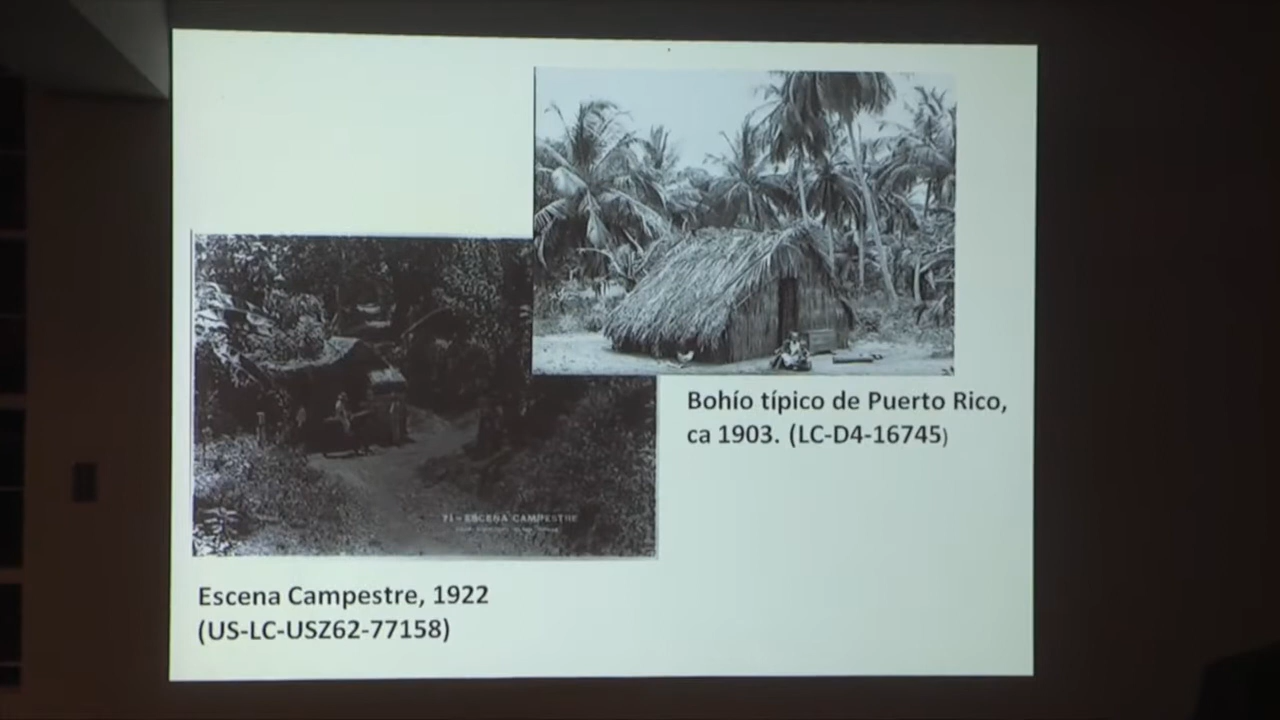 Bohío típico de Puerto Rico,
ca 1903. (LC-D4-16745)
71-ESCENA CAMPESTRE
Escena Campestre, 1922
(US-LC-USZ62-77158)